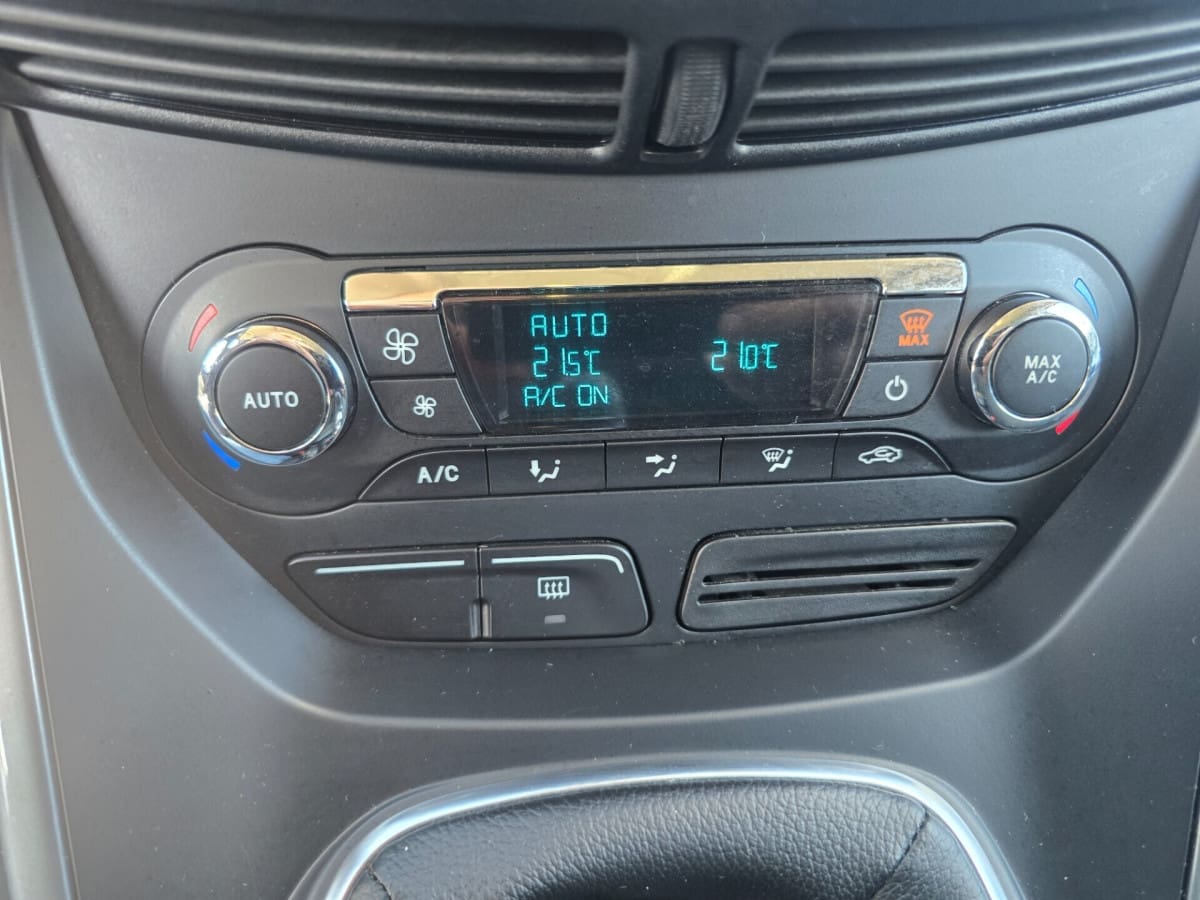 AUTO
21.5°C
A/C ON
21.0°C
MAX
AUTO
MAX
A/C
A/C